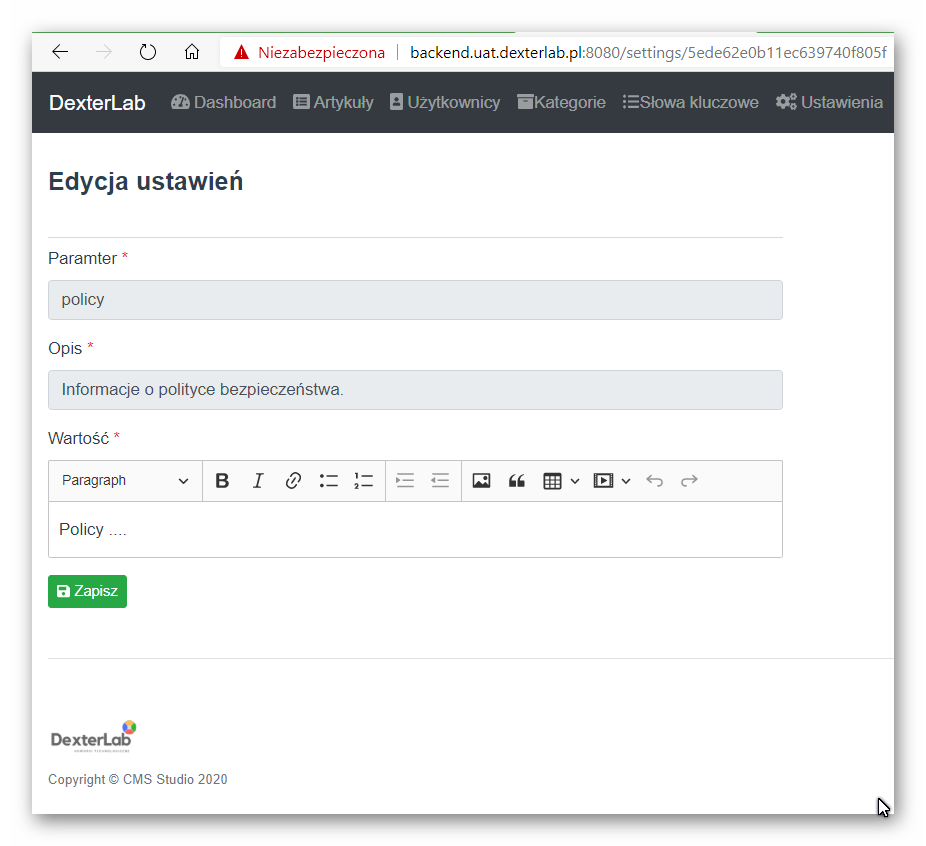 Niezabezpieczona | backend.uat.dexterlab.pl:8080/settings/5ede62e0b11ec639740f805f
DexterLab Dashboard Artykuły Użytkownicy Kategorie Słowa kluczowe Ustawienia
Edycja ustawień
Paramter *
policy
Opis *
Informacje o polityce bezpieczeństwa.
Wartość *
Paragraph B I
Policy ....
Zapisz
DexterLab
Copyright © CMS Studio 2020